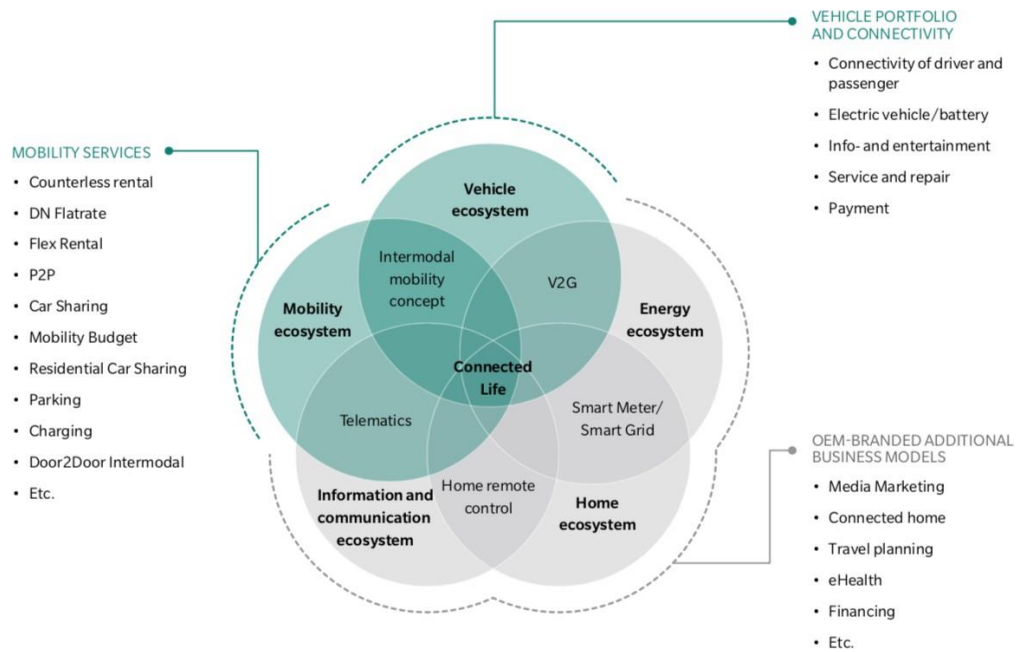 VEHICLE PORTFOLIO
AND CONNECTIVITY
• Connectivity of driver and
passenger
• Electric vehicle/battery
• Info- and entertainment
• Service and repair
• Payment
MOBILITY SERVICES
• Counterless rental
• DN Flatrate
• Flex Rental
• P2P
• Car Sharing
• Mobility Budget
• Residential Car Sharing
• Parking
• Charging
• Door2Door Intermodal
• Etc.
Vehicle
ecosystem
Intermodal
mobility
concept
V2G
Mobility
ecosystem
Energy
ecosystem
Connected
Life
Telematics
Smart Meter/
Smart Grid
Information and
communication
ecosystem
Home remote
control
Home
ecosystem
OEM-BRANDED ADDITIONAL
BUSINESS MODELS
• Media Marketing
• Connected home
• Travel planning
• eHealth
• Financing
• Etc.